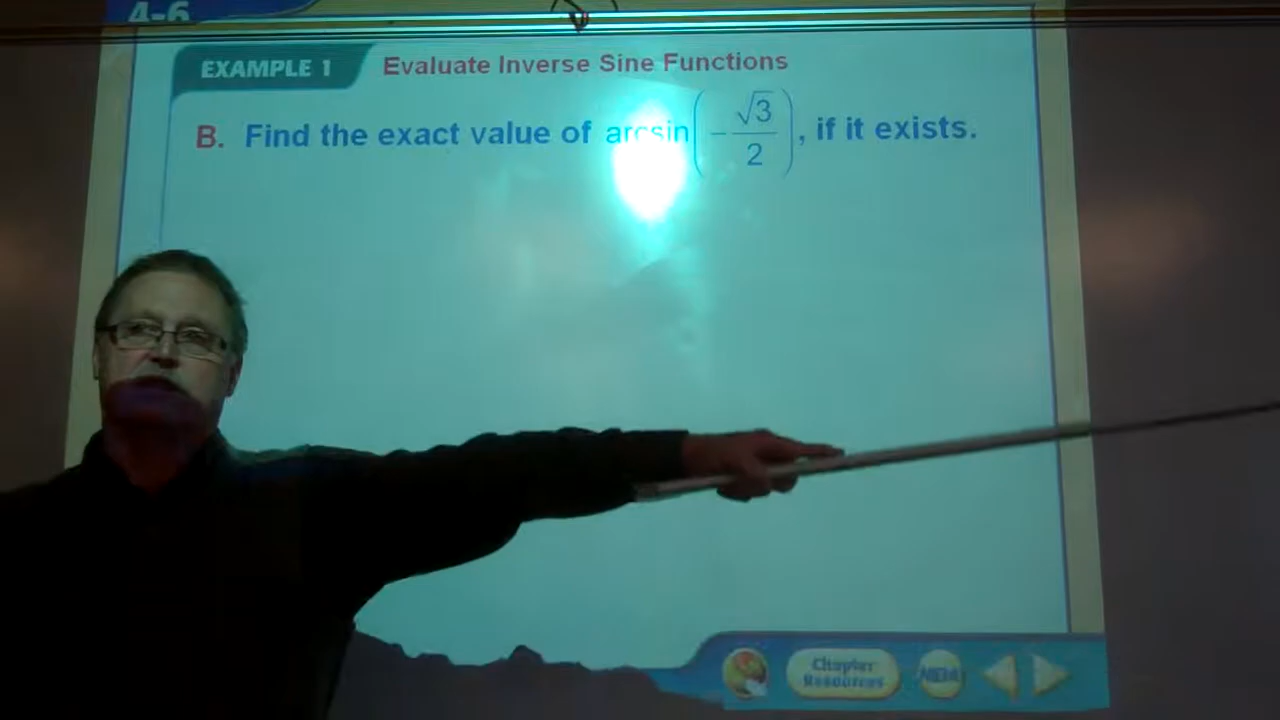 4-6
EXAMPLE 1 Evaluate Inverse Sine Functions
B. Find the exact value of arcsin(-√3/2), if it exists.
Chapter Resources
MENU